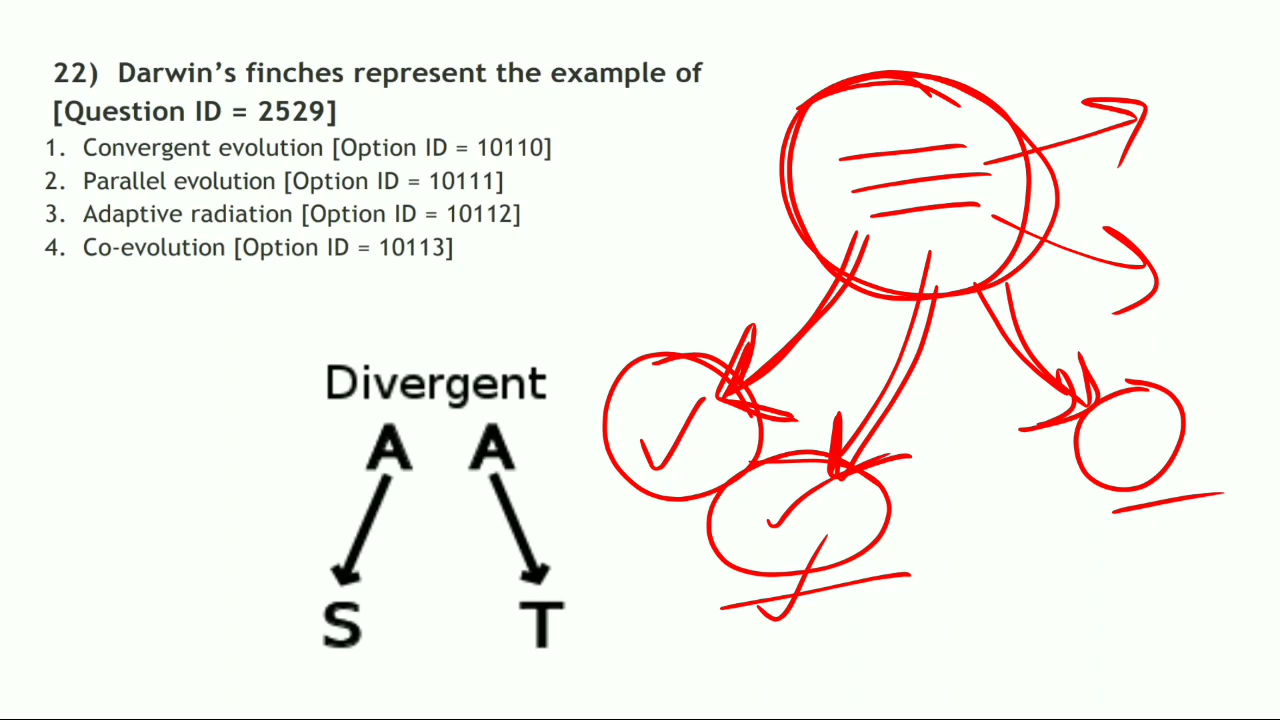 22) Darwin’s finches represent the example of
[Question ID = 2529]
1. Convergent evolution [Option ID = 10110]
2. Parallel evolution [Option ID = 10111]
3. Adaptive radiation [Option ID = 10112]
4. Co-evolution [Option ID = 10113]
Divergent
A A
S T